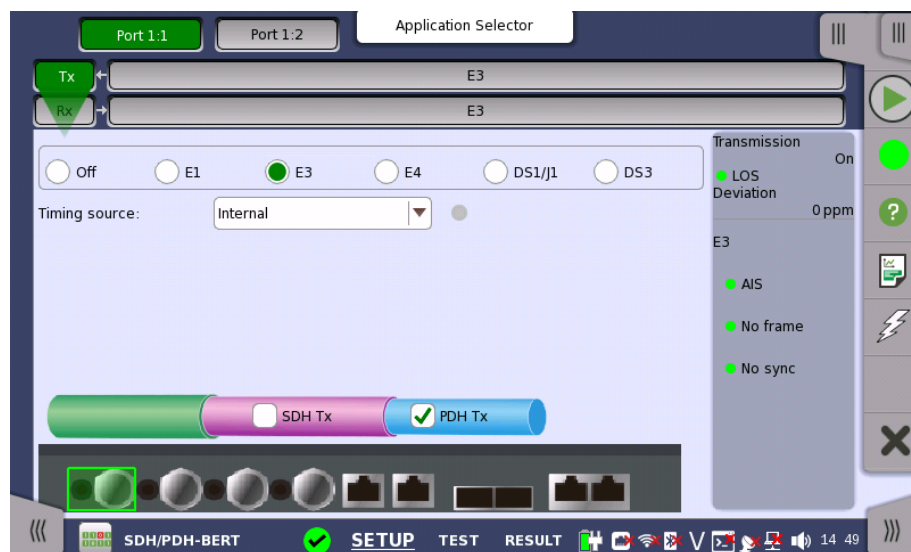 Port 1:1
Port 1:2
Application Selector
Tx
E3
Rx
E3
Off
E1
E3
E4
DS1/J1
DS3
Timing source:
Internal
Transmission
On
LOS
Deviation
0 ppm
E3
AIS
No frame
No sync
SDH Tx
PDH Tx
SDH/PDH-BERT
SETUP
TEST
RESULT
14 49